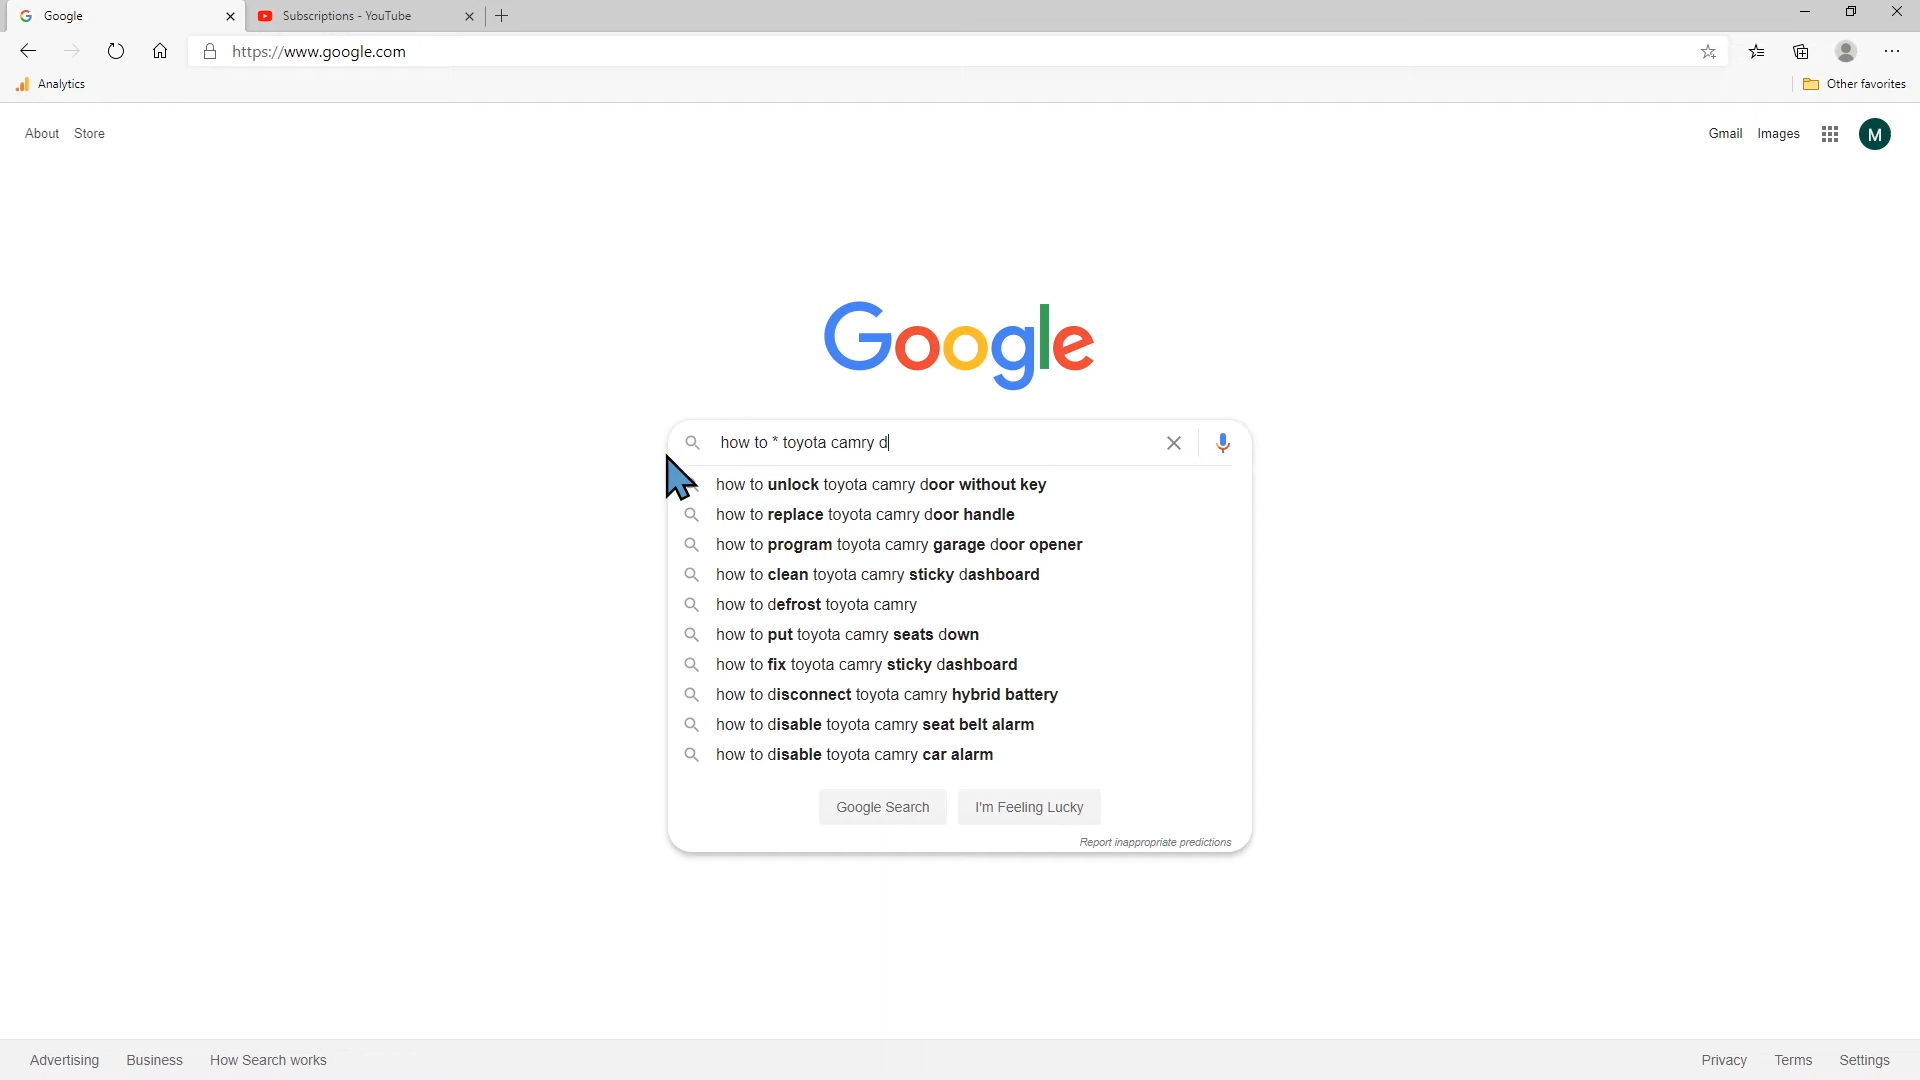 Google
Subscriptions - YouTube
https://www.google.com
Analytics
Other favorites
About Store
Gmail Images M
Google
how to * toyota camry d
how to unlock toyota camry door without key
how to replace toyota camry door handle
how to program toyota camry garage door opener
how to clean toyota camry sticky dashboard
how to defrost toyota camry
how to put toyota camry seats down
how to fix toyota camry sticky dashboard
how to disconnect toyota camry hybrid battery
how to disable toyota camry seat belt alarm
how to disable toyota camry car alarm
Google Search I'm Feeling Lucky
Report inappropriate predictions
Advertising Business How Search works
Privacy Terms Settings